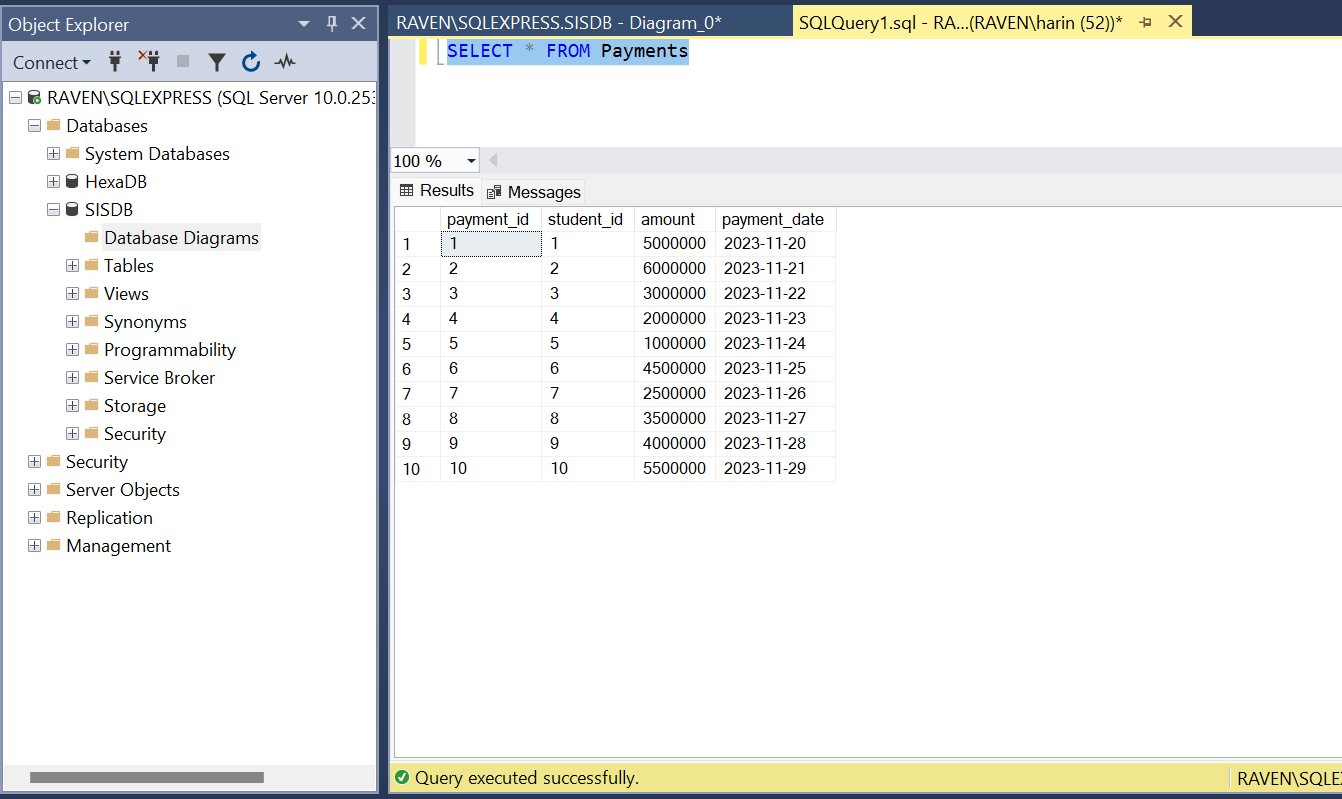 Object Explorer
Connect
RAVEN\SQLEXPRESS (SQL Server 10.0.253
Databases
System Databases
HexaDB
SISDB
Database Diagrams
Tables
Views
Synonyms
Programmability
Service Broker
Storage
Security
Security
Server Objects
Replication
Management
RAVEN\SQLEXPRESS.SISDB - Diagram_0*
SQLQuery1.sql - RA...(RAVEN\harin (52))*
SELECT * FROM Payments
100 %
Results Messages
payment_id student_id amount payment_date
1 1 1 5000000 2023-11-20
2 2 2 6000000 2023-11-21
3 3 3 3000000 2023-11-22
4 4 4 2000000 2023-11-23
5 5 5 1000000 2023-11-24
6 6 6 4500000 2023-11-25
7 7 7 2500000 2023-11-26
8 8 8 3500000 2023-11-27
9 9 9 4000000 2023-11-28
10 10 10 5500000 2023-11-29
Query executed successfully.
RAVEN\SQLEX